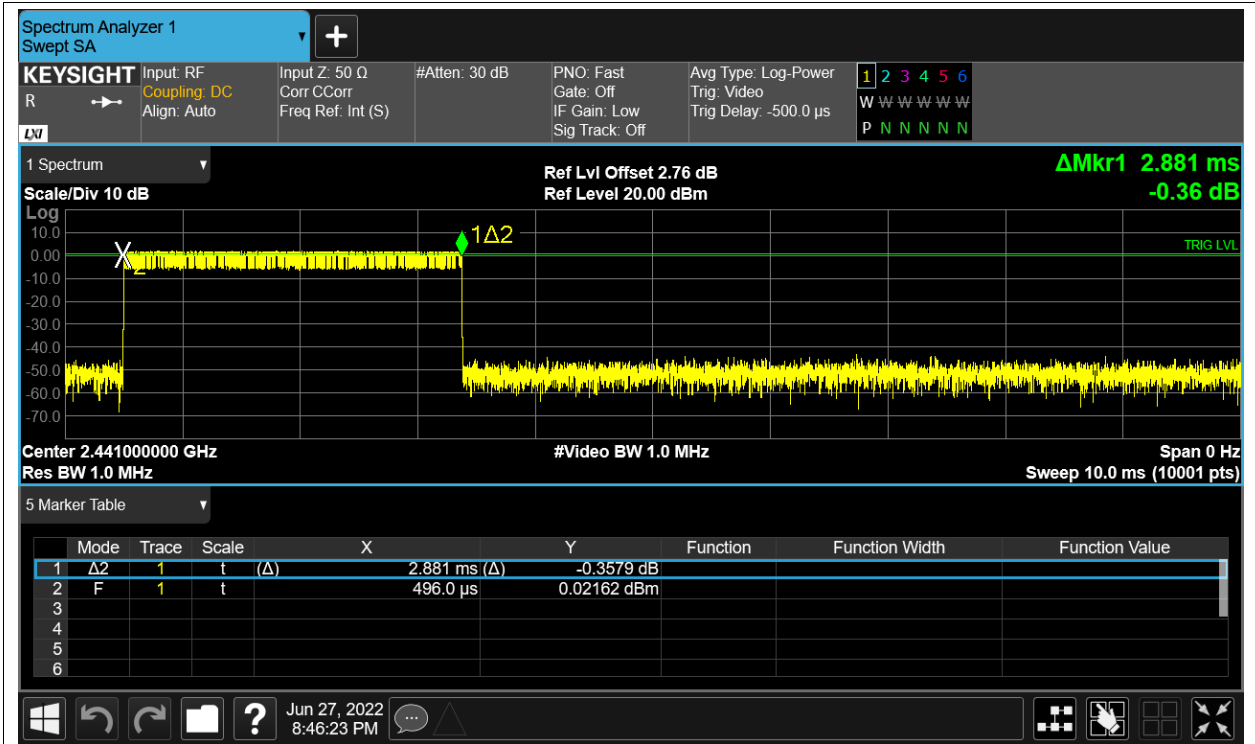 Spectrum Analyzer 1
Swept SA
KEYSIGHT Input: RF Input Z: 50 Ω #Atten: 30 dB PNO: Fast Avg Type: Log-Power 1 2 3 4 5 6
R Coupling: DC Corr CCorr Gate: Off Trig: Video W W W W W W
Align: Auto Freq Ref: Int (S) IF Gain: Low Trig Delay: -500.0 µs
LXI Sig Track: Off P N N N N N
1 Spectrum Ref Lvl Offset 2.76 dB ΔMkr1 2.881 ms
Scale/Div 10 dB Ref Level 20.00 dBm -0.36 dB
Log
10.0 1Δ2
0.00 X 2 TRIG LVL
-10.0
-20.0
-30.0
-40.0
-50.0
-60.0
-70.0
Center 2.441000000 GHz #Video BW 1.0 MHz Span 0 Hz
Res BW 1.0 MHz Sweep 10.0 ms (10001 pts)
5 Marker Table
Mode Trace Scale X Y Function Function Width Function Value
1 Δ2 1 t (Δ) 2.881 ms (Δ) -0.3579 dB
2 F 1 t 496.0 µs 0.02162 dBm
3
4
5
6
? Jun 27, 2022
8:46:23 PM